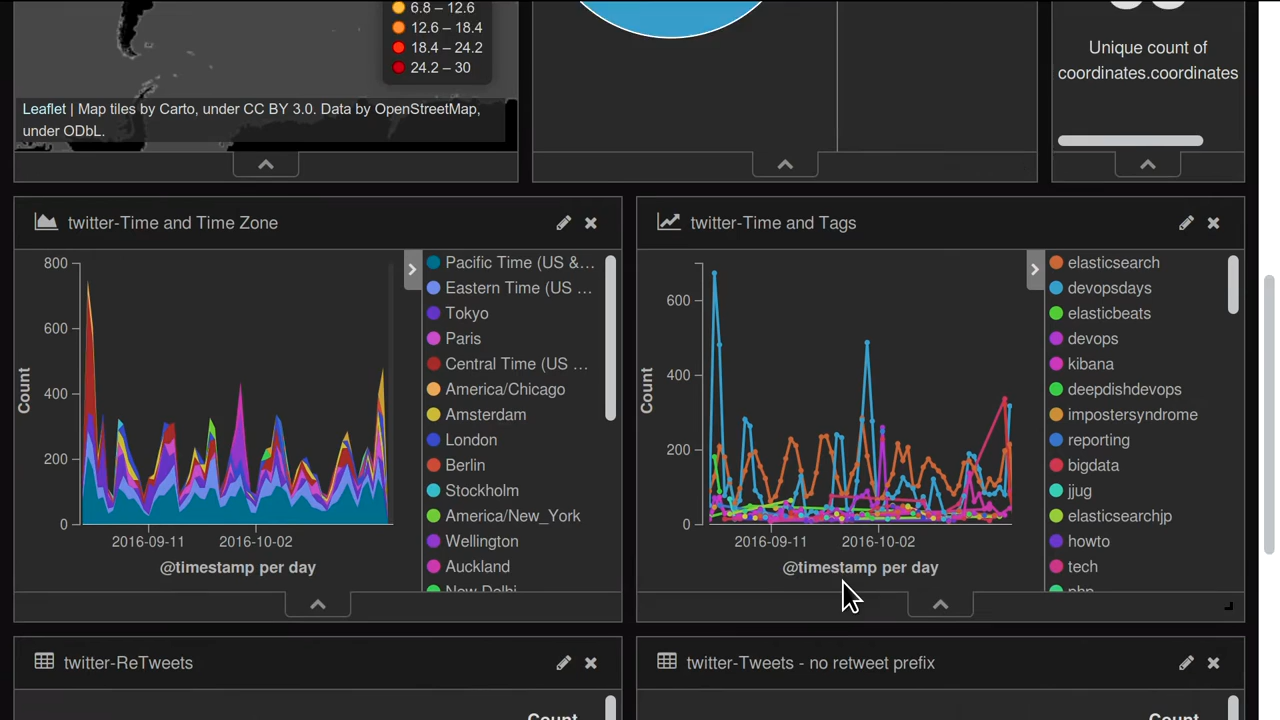 6.8 – 12.6
12.6 – 18.4
18.4 – 24.2
24.2 – 30
Leaflet | Map tiles by Carto, under CC BY 3.0. Data by OpenStreetMap,
under ODbL.
Unique count of
coordinates.coordinates
twitter-Time and Time Zone
800
600
400
200
0
Count
2016-09-11
2016-10-02
@timestamp per day
Pacific Time (US &...
Eastern Time (US ...
Tokyo
Paris
Central Time (US ...
America/Chicago
Amsterdam
London
Berlin
Stockholm
America/New_York
Wellington
Auckland
New Delhi
twitter-Time and Tags
600
400
200
0
Count
2016-09-11
2016-10-02
@timestamp per day
elasticsearch
devopsdays
elasticbeats
devops
kibana
deepdishdevops
impostersyndrome
reporting
bigdata
jjug
elasticsearchjp
howto
tech
php
twitter-ReTweets
Count
twitter-Tweets - no retweet prefix
Count